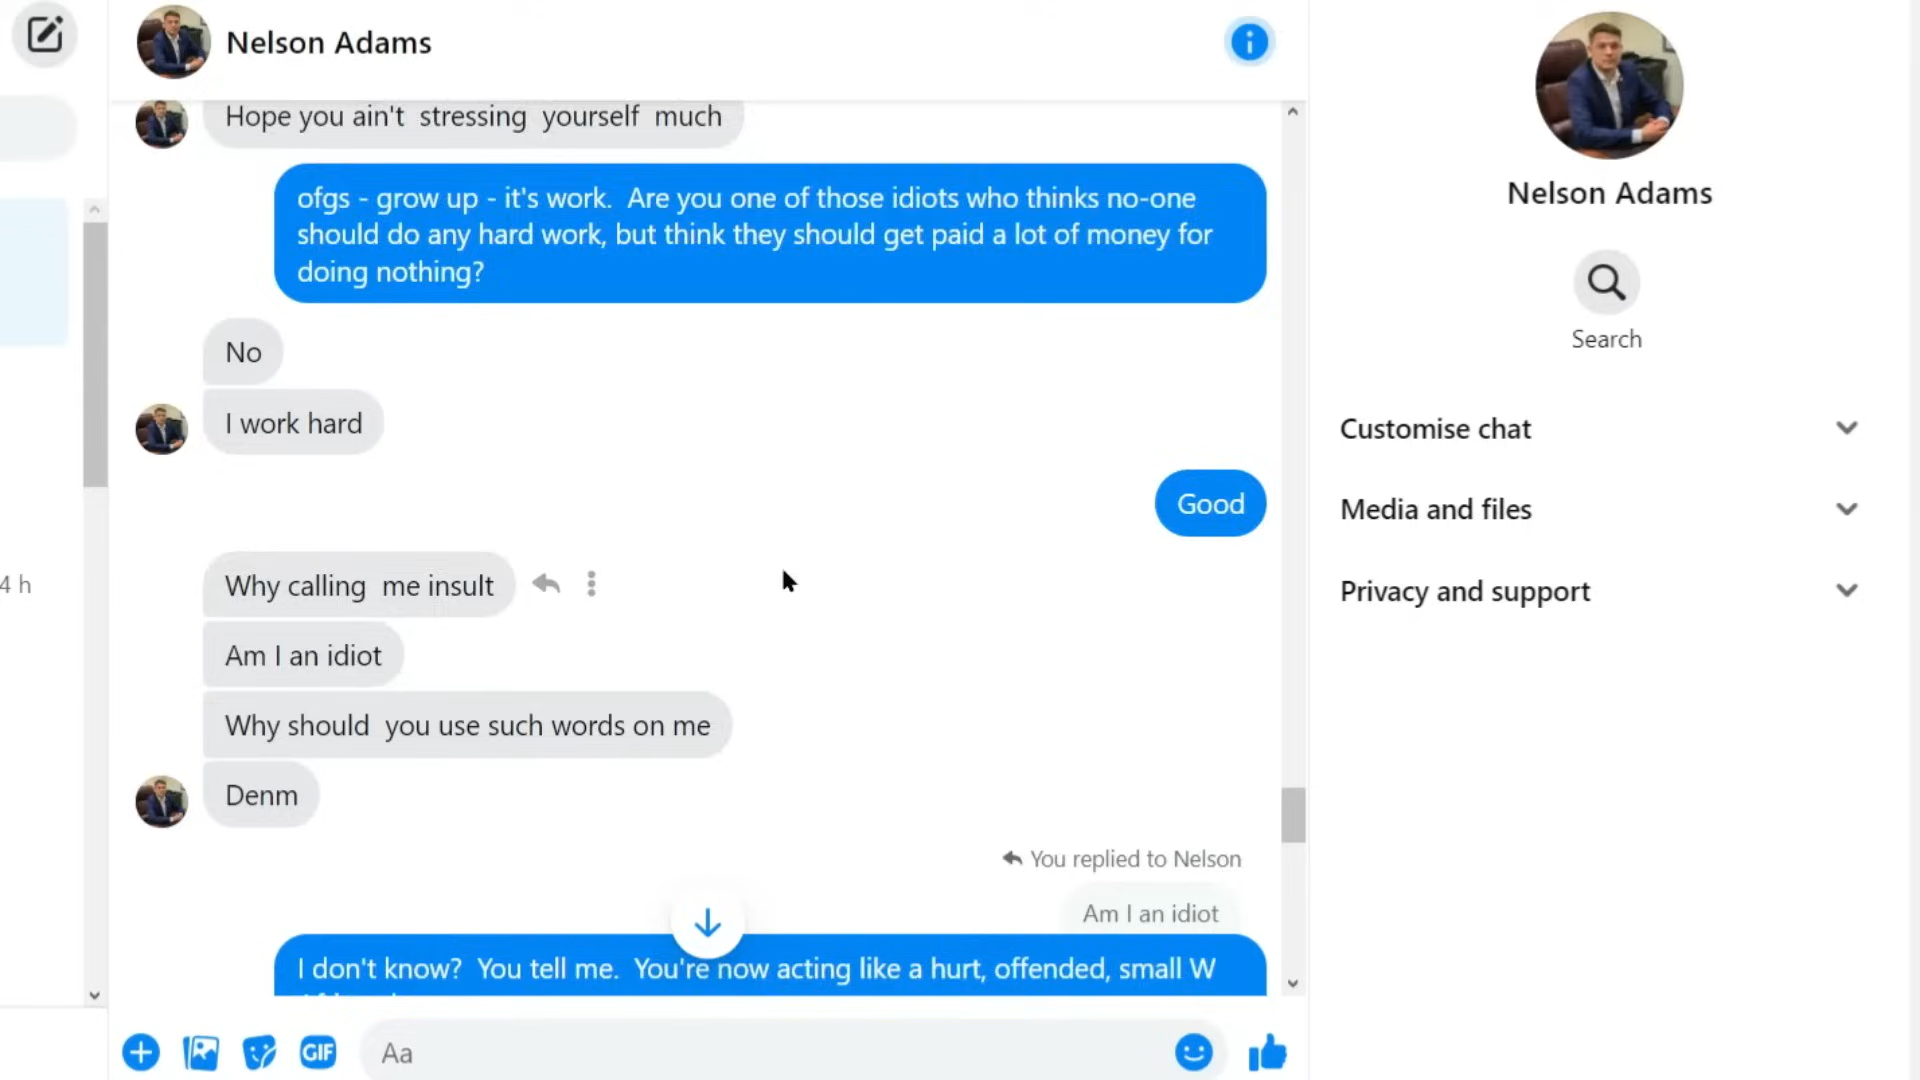 Nelson Adams
Hope you ain't stressing yourself much
ofgs - grow up - it's work. Are you one of those idiots who thinks no-one
should do any hard work, but think they should get paid a lot of money for
doing nothing?
No
I work hard
Good
Why calling me insult
Am I an idiot
Why should you use such words on me
Denm
You replied to Nelson
Am I an idiot
I don't know? You tell me. You're now acting like a hurt, offended, small W
GIF
Aa
4 h
Nelson Adams
Search
Customise chat
Media and files
Privacy and support